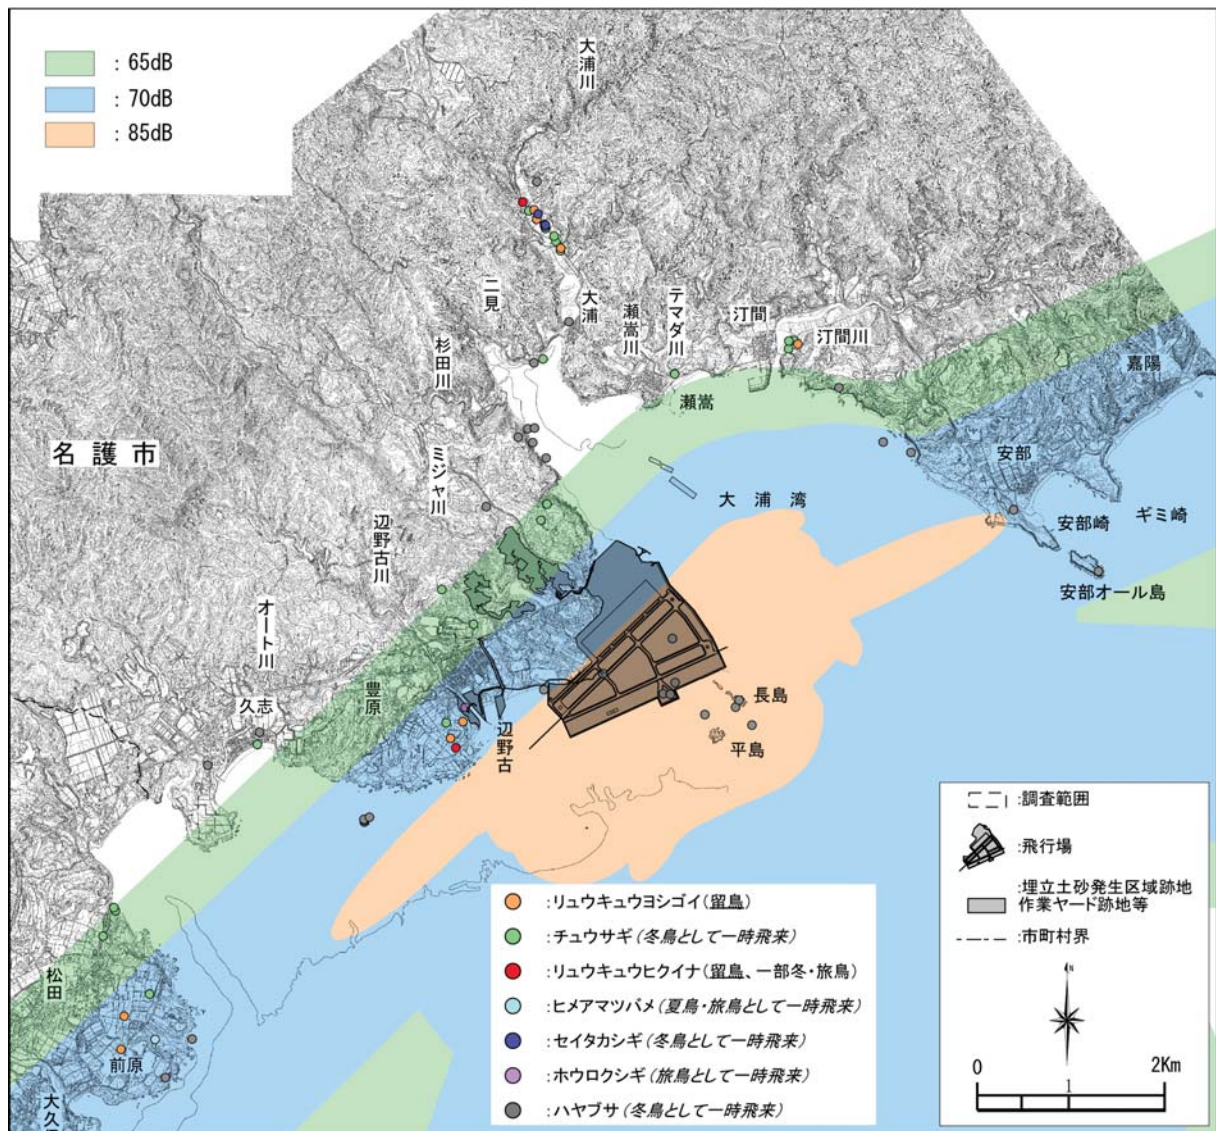 : 65dB
: 70dB
: 85dB
大浦川
二見
大浦
瀬嵩川
テマダ川
汀間
汀間川
杉田川
瀬嵩
嘉陽
名護市
ミジャ川
安部
大浦湾
安部崎
ギミ崎
辺野古川
安部オール島
オート川
久志
豊原
辺野古
長島
平島
松田
前原
:リュウキュウヨシゴイ(留鳥)
:チュウサギ(冬鳥として一時飛来)
:リュウキュウヒクイナ(留鳥、一部冬・旅鳥)
:ヒメアマツバメ(夏鳥・旅鳥として一時飛来)
:セイタカシギ(冬鳥として一時飛来)
:ホウロクシギ(旅鳥として一時飛来)
:ハヤブサ(冬鳥として一時飛来)
:調査範囲
:飛行場
:埋立土砂発生区域跡地
作業ヤード跡地等
:市町村界
N
0 1 2Km